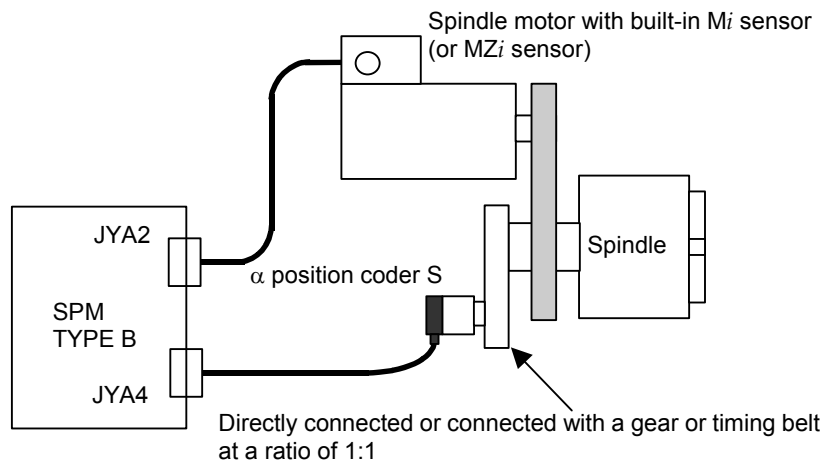 Spindle motor with built-in Mi sensor
(or MZi sensor)
JYA2
α position coder S
Spindle
SPM
TYPE B
JYA4
Directly connected or connected with a gear or timing belt
at a ratio of 1:1